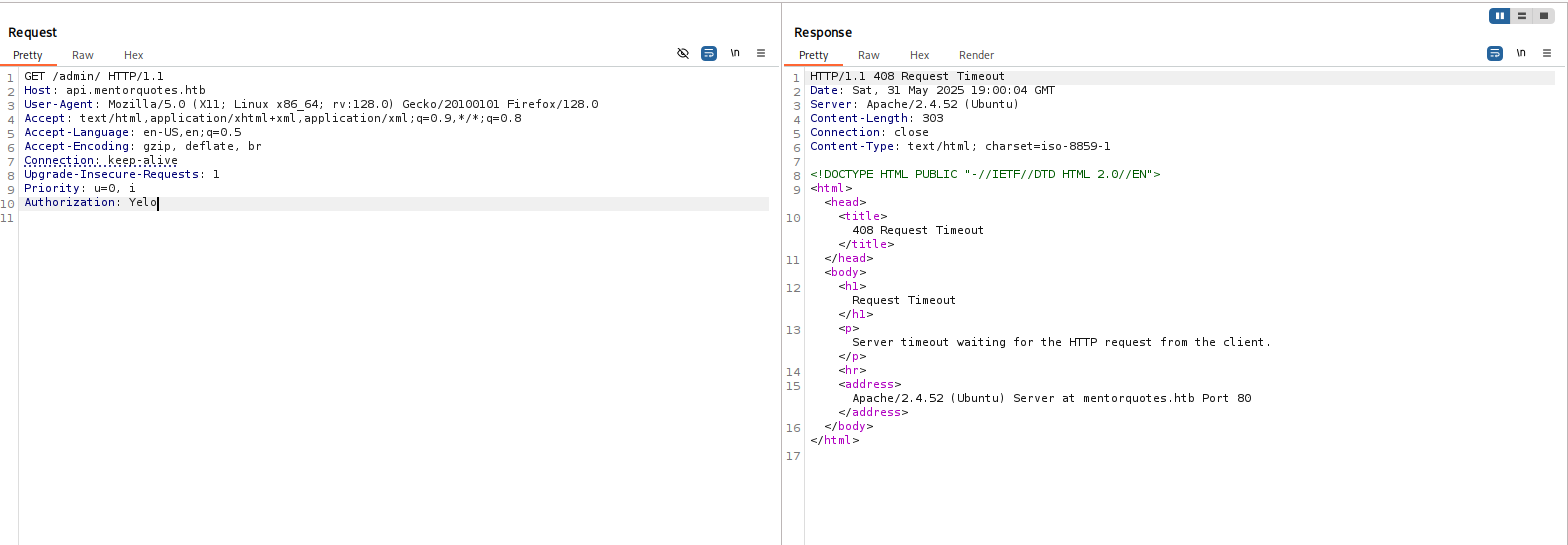 Request
Pretty Raw Hex \n
1 GET /admin/ HTTP/1.1
2 Host: api.mentorquotes.htb
3 User-Agent: Mozilla/5.0 (X11; Linux x86_64; rv:128.0) Gecko/20100101 Firefox/128.0
4 Accept: text/html,application/xhtml+xml,application/xml;q=0.9,*/*;q=0.8
5 Accept-Language: en-US,en;q=0.5
6 Accept-Encoding: gzip, deflate, br
7 Connection: keep-alive
8 Upgrade-Insecure-Requests: 1
9 Priority: u=0, i
10 Authorization: Yelo
11
Response
Pretty Raw Hex Render \n
1 HTTP/1.1 408 Request Timeout
2 Date: Sat, 31 May 2025 19:00:04 GMT
3 Server: Apache/2.4.52 (Ubuntu)
4 Content-Length: 303
5 Connection: close
6 Content-Type: text/html; charset=iso-8859-1
7
8 <!DOCTYPE HTML PUBLIC "-//IETF//DTD HTML 2.0//EN">
9 <html>
<head>
10 <title>
408 Request Timeout
</title>
11 </head>
<body>
12 <h1>
Request Timeout
</h1>
13 <p>
Server timeout waiting for the HTTP request from the client.
</p>
14 <hr>
15 <address>
Apache/2.4.52 (Ubuntu) Server at mentorquotes.htb Port 80
</address>
16 </body>
</html>
17